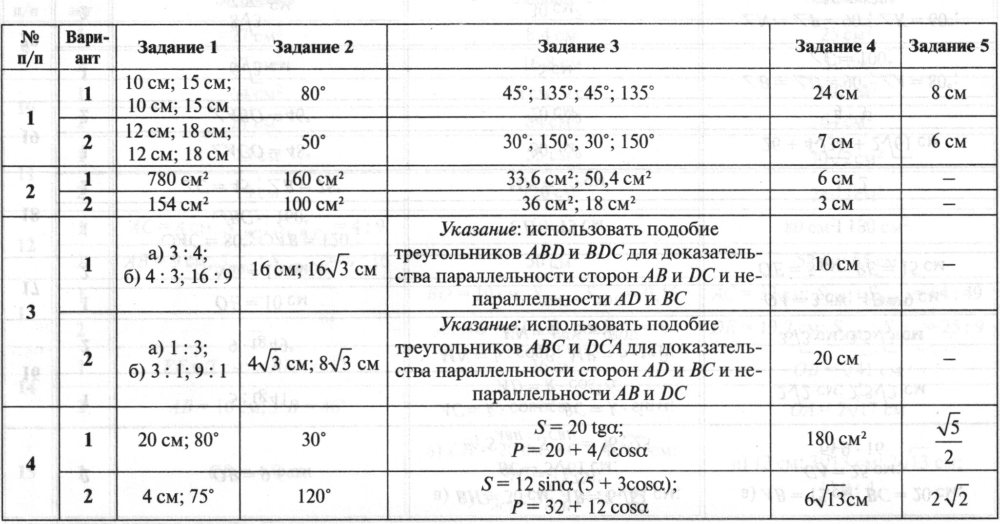 № п/п Вари-ант Задание 1 Задание 2 Задание 3 Задание 4 Задание 5
1
1
10 см; 15 см;
10 см; 15 см
80°
45°; 135°; 45°; 135°
24 см
8 см
2
12 см; 18 см;
12 см; 18 см
50°
30°; 150°; 30°; 150°
7 см
6 см
2
1
780 см²
160 см²
33,6 см²; 50,4 см²
6 см
–
2
154 см²
100 см²
36 см²; 18 см²
3 см
–
3
1
а) 3 : 4;
б) 4 : 3; 16 : 9
16 см; 16√3 см
Указание: использовать подобие
треугольников ABD и BDC для доказатель-
ства параллельности сторон AB и DC и не-
параллельности AD и BC
10 см
–
2
а) 1 : 3;
б) 3 : 1; 9 : 1
4√3 см; 8√3 см
Указание: использовать подобие
треугольников ABC и DCA для доказатель-
ства параллельности сторон AD и BC и не-
параллельности AB и DC
20 см
–
4
1
20 см; 80°
30°
S = 20 tgα;
P = 20 + 4/cosα
180 см²
√5/2
2
4 см; 75°
120°
S = 12 sinα (5 + 3cosα);
P = 32 + 12 cosα
6√13 см
2√2